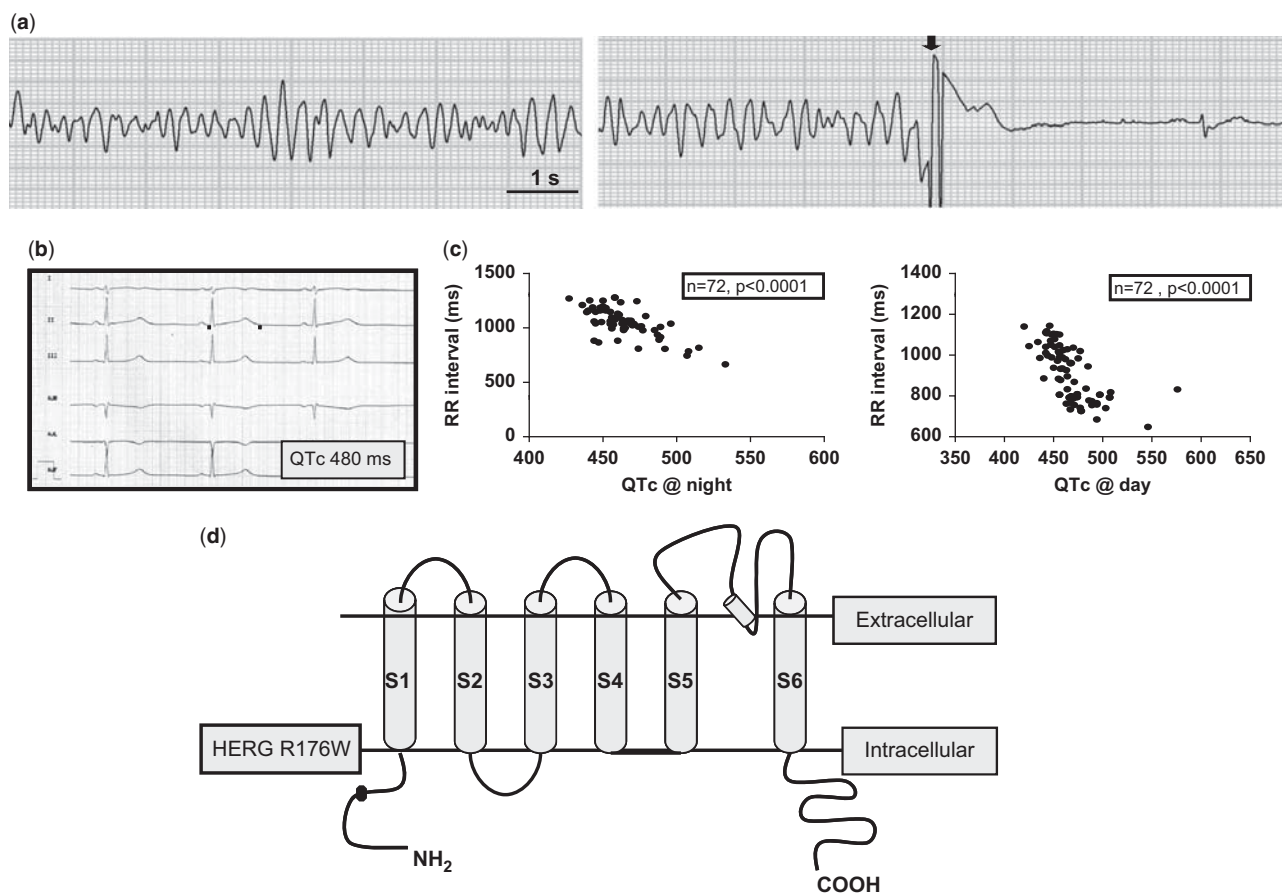 (a)
1 s
(b)
I
II
III
QTc 480 ms
(c)
1500
1000
500
0
RR interval (ms)
n=72, p<0.0001
400
450
500
550
600
QTc @ night
1400
1200
1000
800
600
RR interval (ms)
n=72 , p<0.0001
350
400
450
500
550
600
650
QTc @ day
(d)
Extracellular
S1
S2
S3
S4
S5
S6
HERG R176W
Intracellular
NH2
COOH